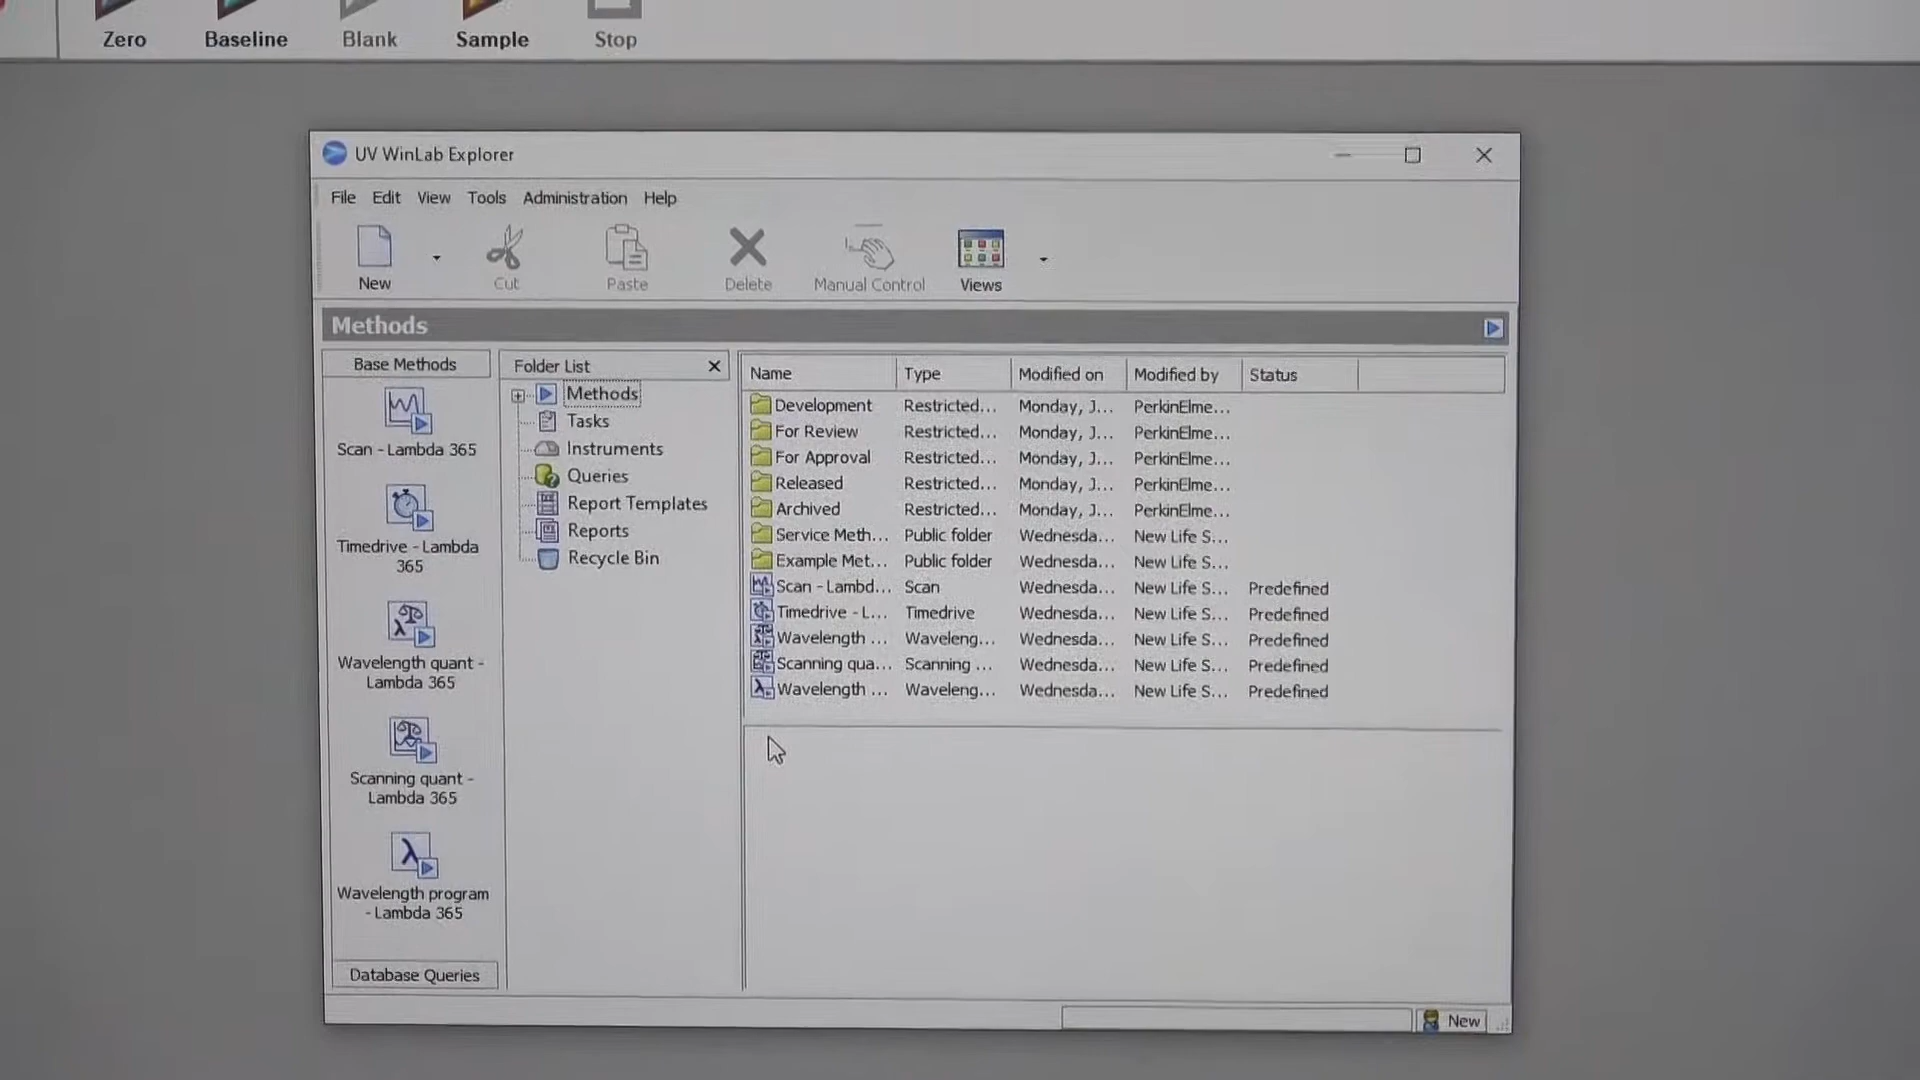 Zero Baseline Blank Sample Stop
UV WinLab Explorer
File Edit View Tools Administration Help
New Cut Paste Delete Manual Control Views
Methods
Base Methods
Scan - Lambda 365
Timedrive - Lambda
365
Wavelength quant -
Lambda 365
Scanning quant -
Lambda 365
Wavelength program
- Lambda 365
Database Queries
Folder List
Methods
Tasks
Instruments
Queries
Report Templates
Reports
Recycle Bin
Name Type Modified on Modified by Status
Development Restricted... Monday, J... PerkinElme...
For Review Restricted... Monday, J... PerkinElme...
For Approval Restricted... Monday, J... PerkinElme...
Released Restricted... Monday, J... PerkinElme...
Archived Restricted... Monday, J... PerkinElme...
Service Meth... Public folder Wednesda... New Life S...
Example Met... Public folder Wednesda... New Life S...
Scan - Lambd... Scan Wednesda... New Life S... Predefined
Timedrive - L... Timedrive Wednesda... New Life S... Predefined
Wavelength ... Waveleng... Wednesda... New Life S... Predefined
Scanning qua... Scanning ... Wednesda... New Life S... Predefined
Wavelength ... Waveleng... Wednesda... New Life S... Predefined
New